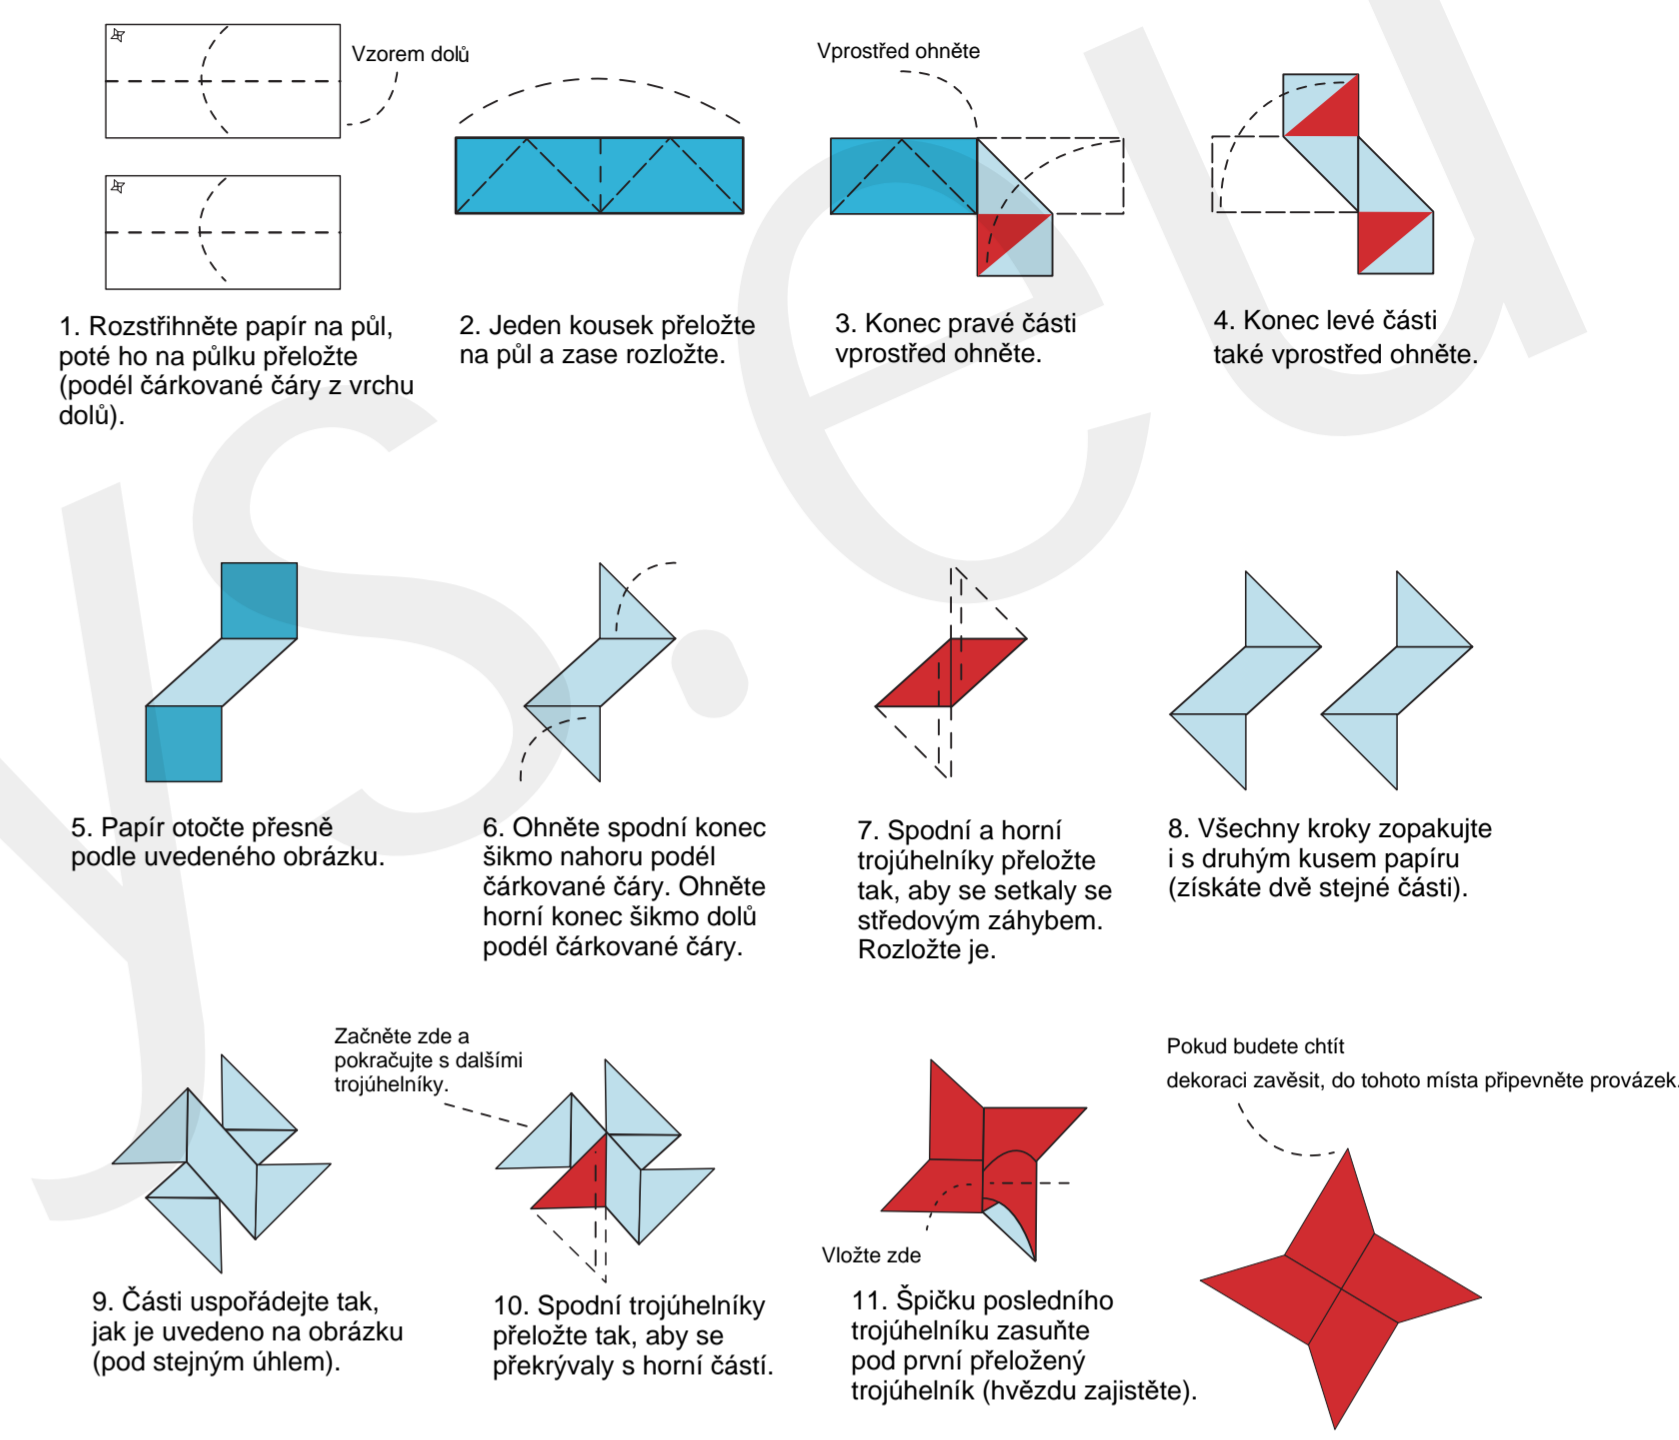 Vzorem dolů
1. Rozstřihněte papír na půl,
poté ho na půlku přeložte
(podél čárkované čáry z vrchu
dolů).
2. Jeden kousek přeložte
na půl a zase rozložte.
Vprostřed ohněte
3. Konec pravé části
vprostřed ohněte.
4. Konec levé části
také vprostřed ohněte.
5. Papír otočte přesně
podle uvedeného obrázku.
6. Ohněte spodní konec
šikmo nahoru podél
čárkované čáry. Ohněte
horní konec šikmo dolů
podél čárkované čáry.
7. Spodní a horní
trojúhelníky přeložte
tak, aby se setkaly se
středovým záhybem.
Rozložte je.
8. Všechny kroky zopakujte
i s druhým kusem papíru
(získáte dvě stejné části).
9. Části uspořádejte tak,
jak je uvedeno na obrázku
(pod stejným úhlem).
Začněte zde a
pokračujte s dalšími
trojúhelníky.
10. Spodní trojúhelníky
přeložte tak, aby se
překrývaly s horní částí.
Vložte zde
11. Špičku posledního
trojúhelníku zasuňte
pod první přeložený
trojúhelník (hvězdu zajistěte).
Pokud budete chtít
dekoraci zavěsit, do tohoto místa připevněte provázek.
ys.eu